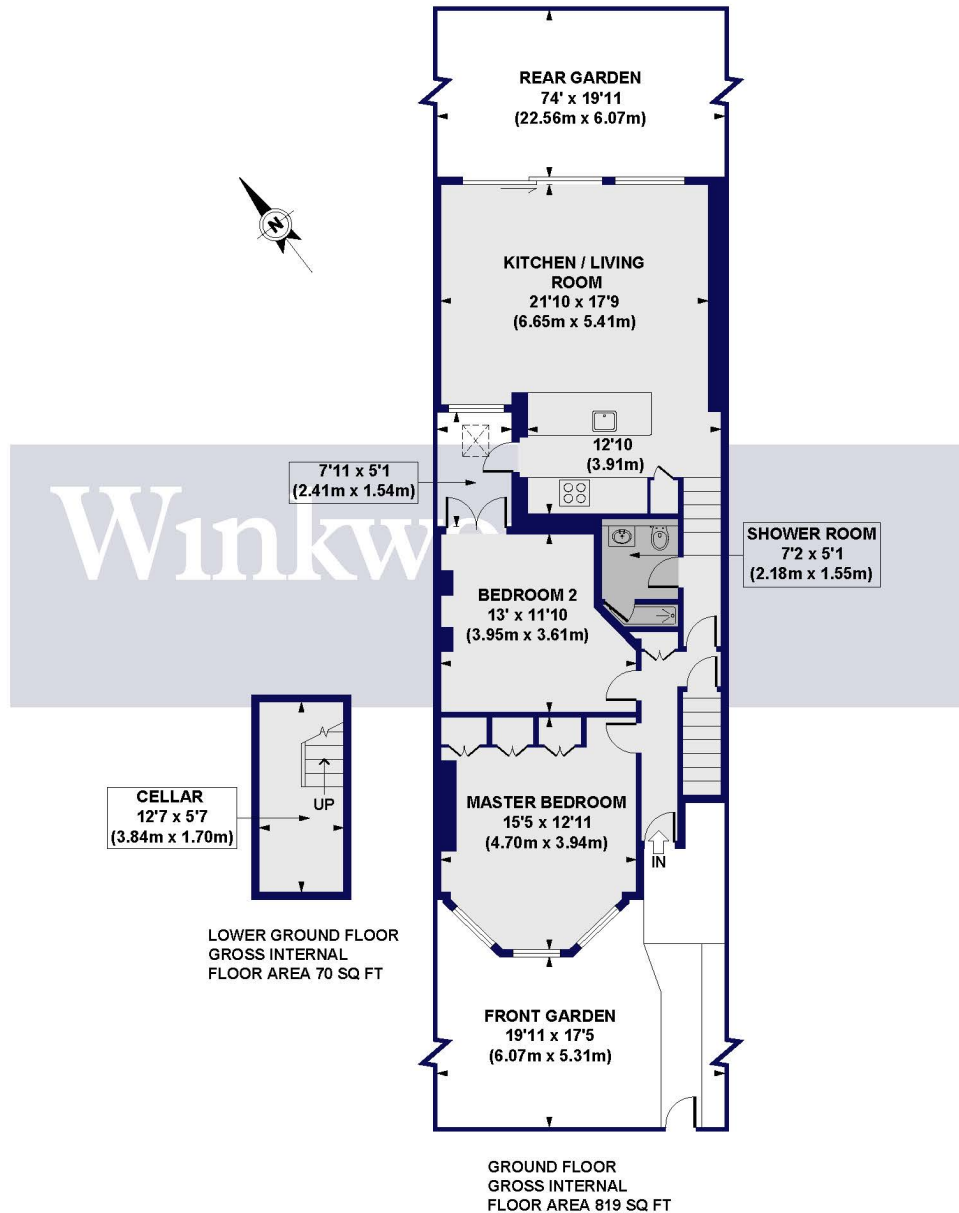 REAR GARDEN
74' x 19'11
(22.56m x 6.07m)
N
KITCHEN / LIVING
ROOM
21'10 x 17'9
(6.65m x 5.41m)
12'10
(3.91m)
7'11 x 5'1
(2.41m x 1.54m)
Winkw
SHOWER ROOM
7'2 x 5'1
(2.18m x 1.55m)
BEDROOM 2
13' x 11'10
(3.95m x 3.61m)
UP
CELLAR
12'7 x 5'7
(3.84m x 1.70m)
MASTER BEDROOM
15'5 x 12'11
(4.70m x 3.94m)
IN
LOWER GROUND FLOOR
GROSS INTERNAL
FLOOR AREA 70 SQ FT
FRONT GARDEN
19'11 x 17'5
(6.07m x 5.31m)
GROUND FLOOR
GROSS INTERNAL
FLOOR AREA 819 SQ FT